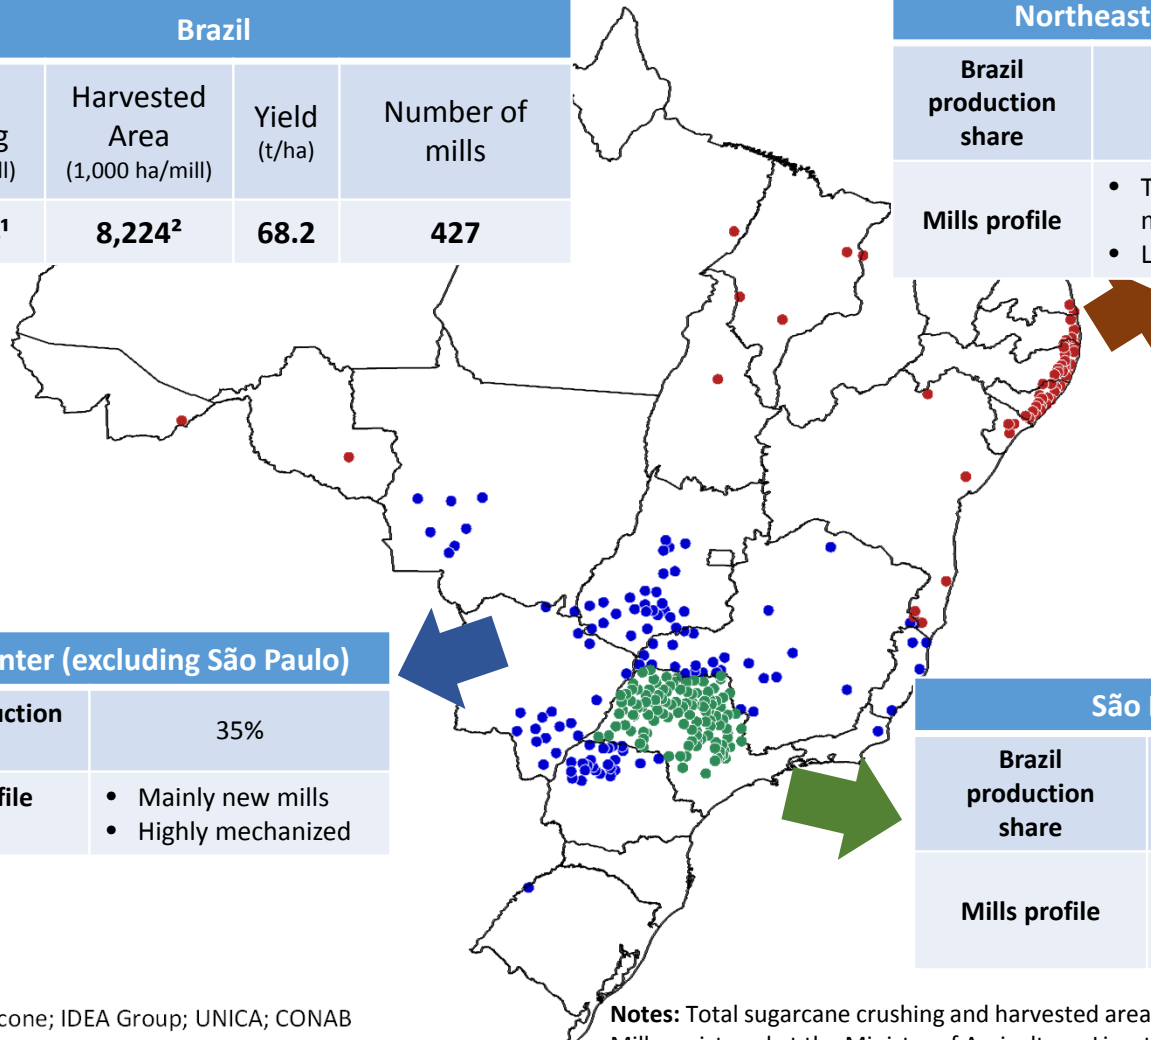 Brazil
Harvested
Area
(1,000 ha/mill)
Yield
(t/ha)
Number of
mills
8,224²
68.2
427
Northeast
Brazil
production
share
Mills profile
(excluding São Paulo)
35%
• Mainly new mills
• Highly mechanized
São
Brazil
production
share
Mills profile
IDEA Group; UNICA; CONAB
Notes: Total sugarcane crushing and harvested area